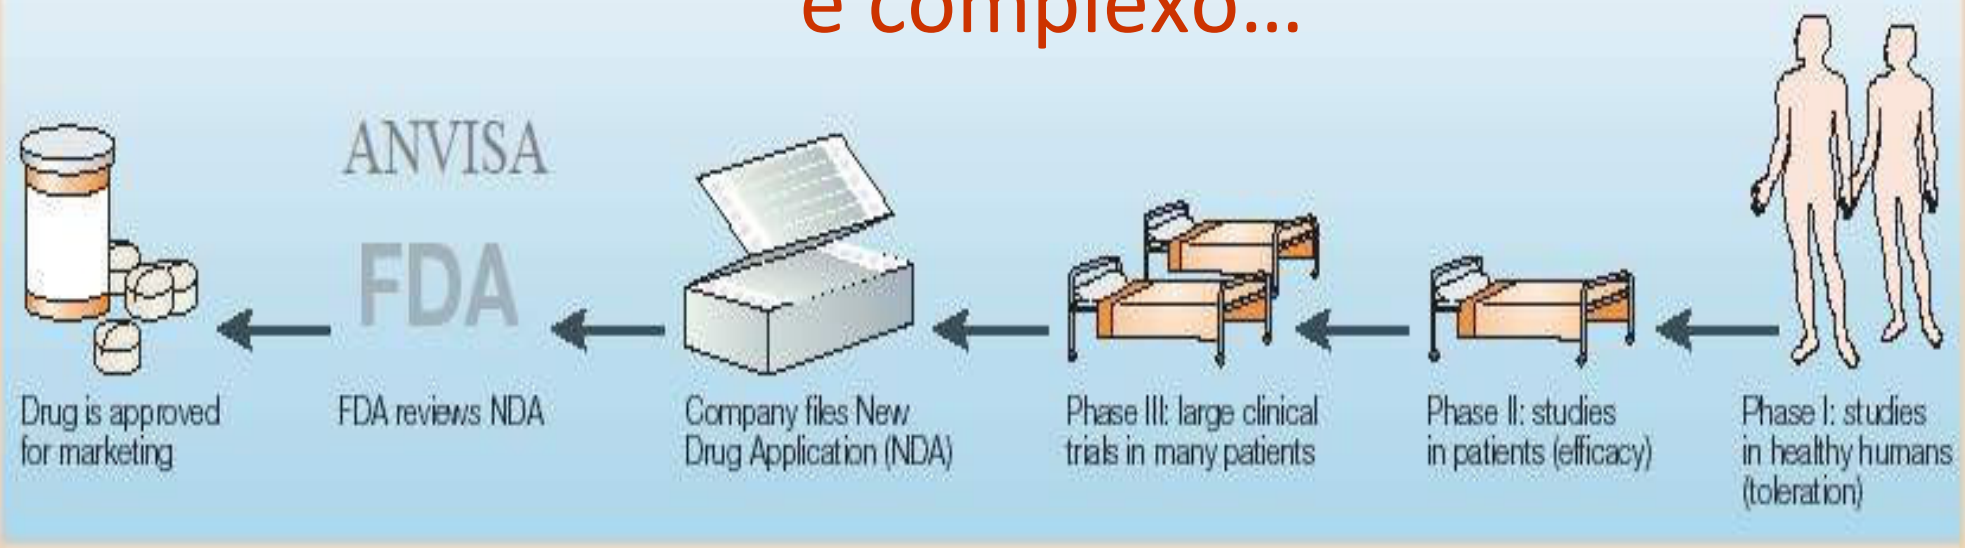 e complexo...
ANVISA
FDA
Drug is approved
for marketing
FDA reviews NDA
Company files New
Drug Application (NDA)
Phase III: large clinical
trials in many patients
Phase II: studies
in patients (efficacy)
Phase I: studies
in healthy humans
(toleration)